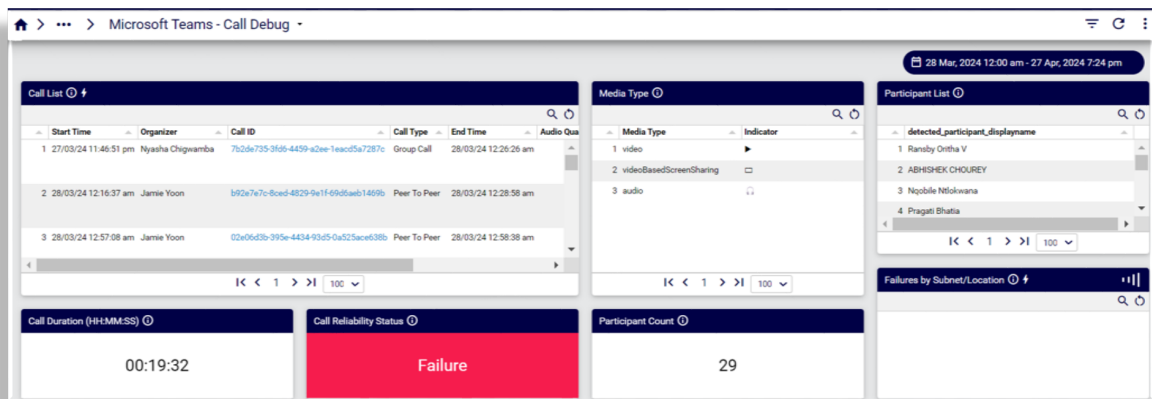 Microsoft Teams - Call Debug
28 Mar, 2024 12:00 am - 27 Apr, 2024 7:24 pm
Call List
Start Time Organizer Call ID Call Type End Time Audio Qua
1 27/03/24 11:46:51 pm Nyasha Chigwamba 7b2de735-3fd6-4459-a2ee-1eacd5a7287c Group Call 28/03/24 12:26:26 am
2 28/03/24 12:16:37 am Jamie Yoon b92e7e7c-8ced-4829-9e1f-69d6aeb1469b Peer To Peer 28/03/24 12:28:58 am
3 28/03/24 12:57:08 am Jamie Yoon 02e06d3b-395e-4434-93d5-0a525ace638b Peer To Peer 28/03/24 12:58:38 am
1 100
Media Type
Media Type Indicator
1 video
2 videoBasedScreenSharing
3 audio
1 100
Participant List
detected_participant_displayname
1 Ransby Oritha V
2 ABHISHEK CHOUREY
3 Nqobile Ntlokwana
4 Pragati Bhatia
1 100
Failures by Subnet/Location
Call Duration (HH:MM:SS)
00:19:32
Call Reliability Status
Failure
Participant Count
29